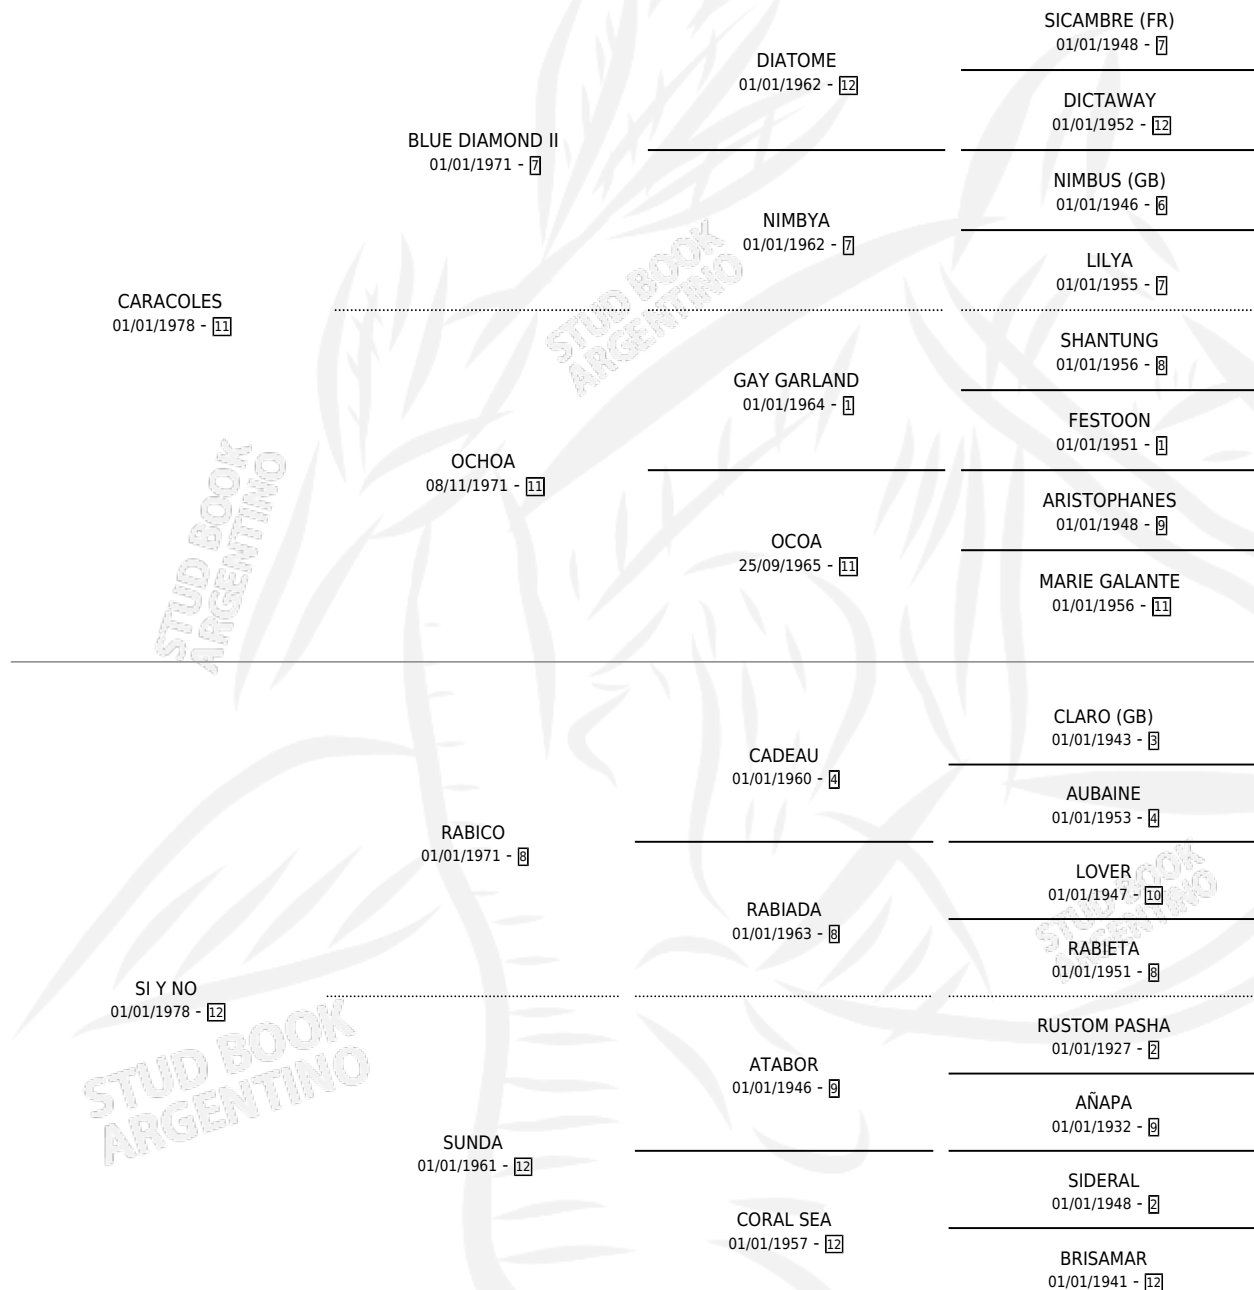 SICAMBRE (FR)
01/01/1948 - 7
DIATOME
01/01/1962 - 12
DICTAWAY
01/01/1952 - 12
BLUE DIAMOND II
01/01/1971 - 7
NIMBUS (GB)
01/01/1946 - 6
NIMBYA
01/01/1962 - 7
LILYA
01/01/1955 - 7
CARACOLES
01/01/1978 - 11
SHANTUNG
01/01/1956 - 8
GAY GARLAND
01/01/1964 - 1
FESTOON
01/01/1951 - 1
OCHOA
08/11/1971 - 11
ARISTOPHANES
01/01/1948 - 9
OCOA
25/09/1965 - 11
MARIE GALANTE
01/01/1956 - 11
CLARO (GB)
01/01/1943 - 3
CADEAU
01/01/1960 - 4
AUBAINE
01/01/1953 - 4
RABICO
01/01/1971 - 8
LOVER
01/01/1947 - 10
RABIADA
01/01/1963 - 8
RABIETA
01/01/1951 - 8
SI Y NO
01/01/1978 - 12
RUSTOM PASHA
01/01/1927 - 2
ATABOR
01/01/1946 - 9
AÑAPA
01/01/1932 - 9
SUNDA
01/01/1961 - 12
SIDERAL
01/01/1948 - 2
CORAL SEA
01/01/1957 - 12
BRISAMAR
01/01/1941 - 12
STUD BOOK
ARGENTINO
STUD BOOK
ARGENTINO
STUD BOOK
ARGENTINO
STUD BOOK
ARGENTINO